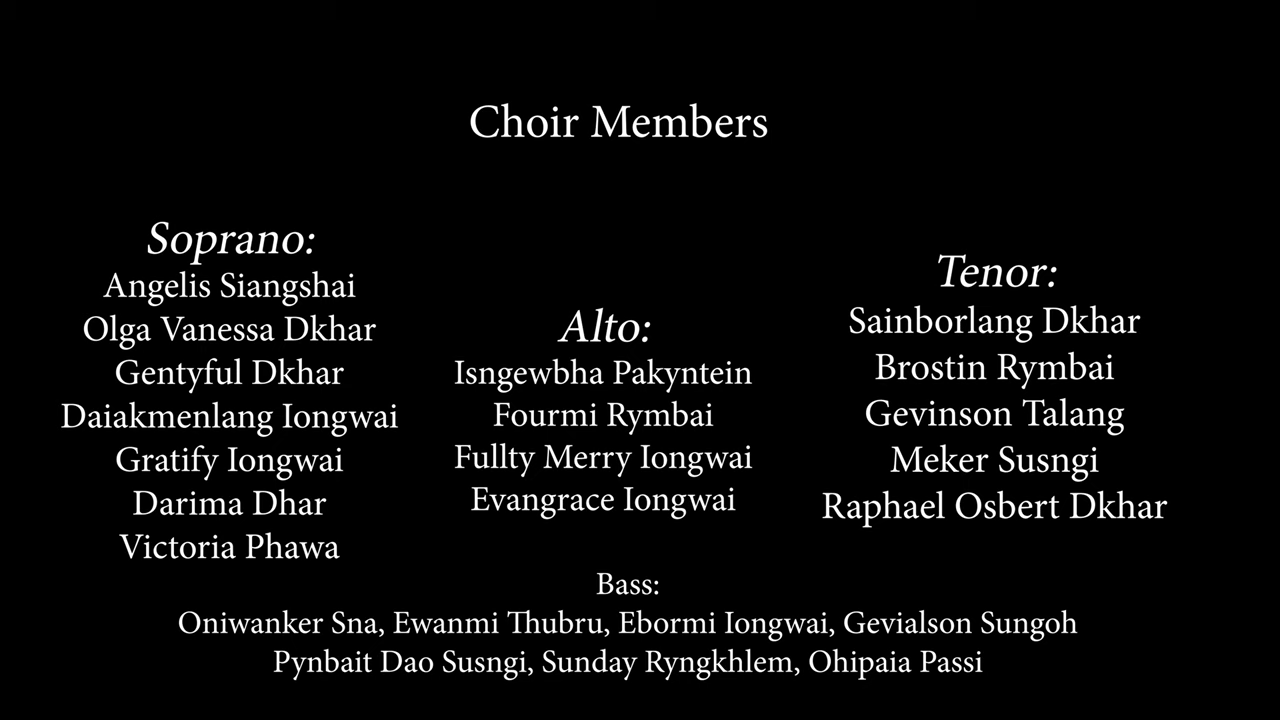 Choir Members
Soprano:
Angelis Siangshai
Olga Vanessa Dkhar
Gentyful Dkhar
Daiakmenlang Iongwai
Gratify Iongwai
Darima Dhar
Victoria Phawa
Alto:
Isngewbha Pakyntein
Fourmi Rymbai
Fullty Merry Iongwai
Evangrace Iongwai
Tenor:
Sainborlang Dkhar
Brostin Rymbai
Gevinson Talang
Meker Susngi
Raphael Osbert Dkhar
Bass:
Oniwanker Sna, Ewanmi Thubru, Ebormi Iongwai, Gevialson Sungoh
Pynbait Dao Susngi, Sunday Ryngkhlem, Ohipaia Passi